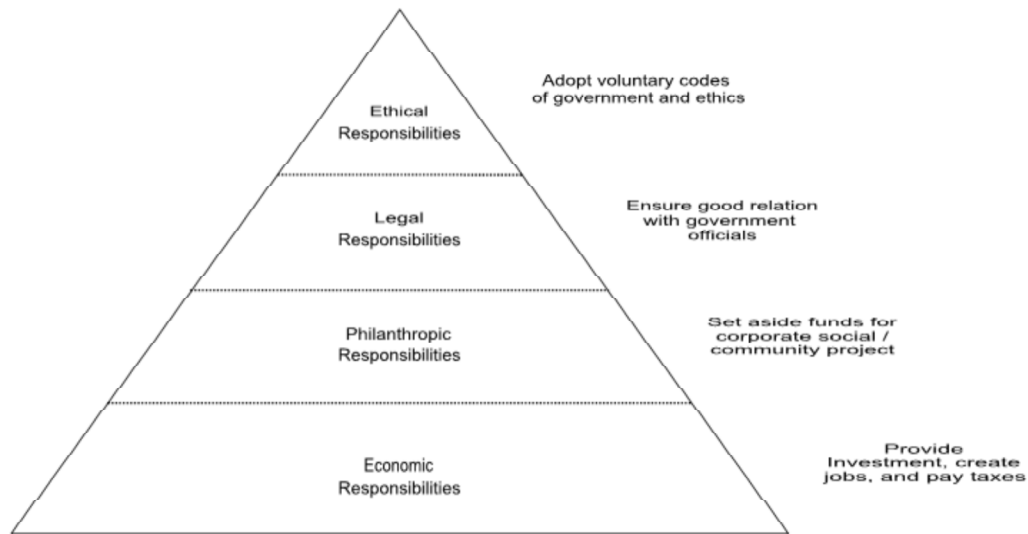 Adopt voluntary codes
of government and ethics
Ethical
Responsibilities
Ensure good relation
with government
officials
Legal
Responsibilities
Set aside funds for
corporate social /
community project
Philanthropic
Responsibilities
Provide
Investment, create
jobs, and pay taxes
Economic
Responsibilities